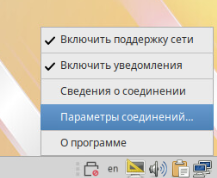 Включить поддержку сети
Включить уведомления
Сведения о соединении
Параметры соединений...
О программе
en